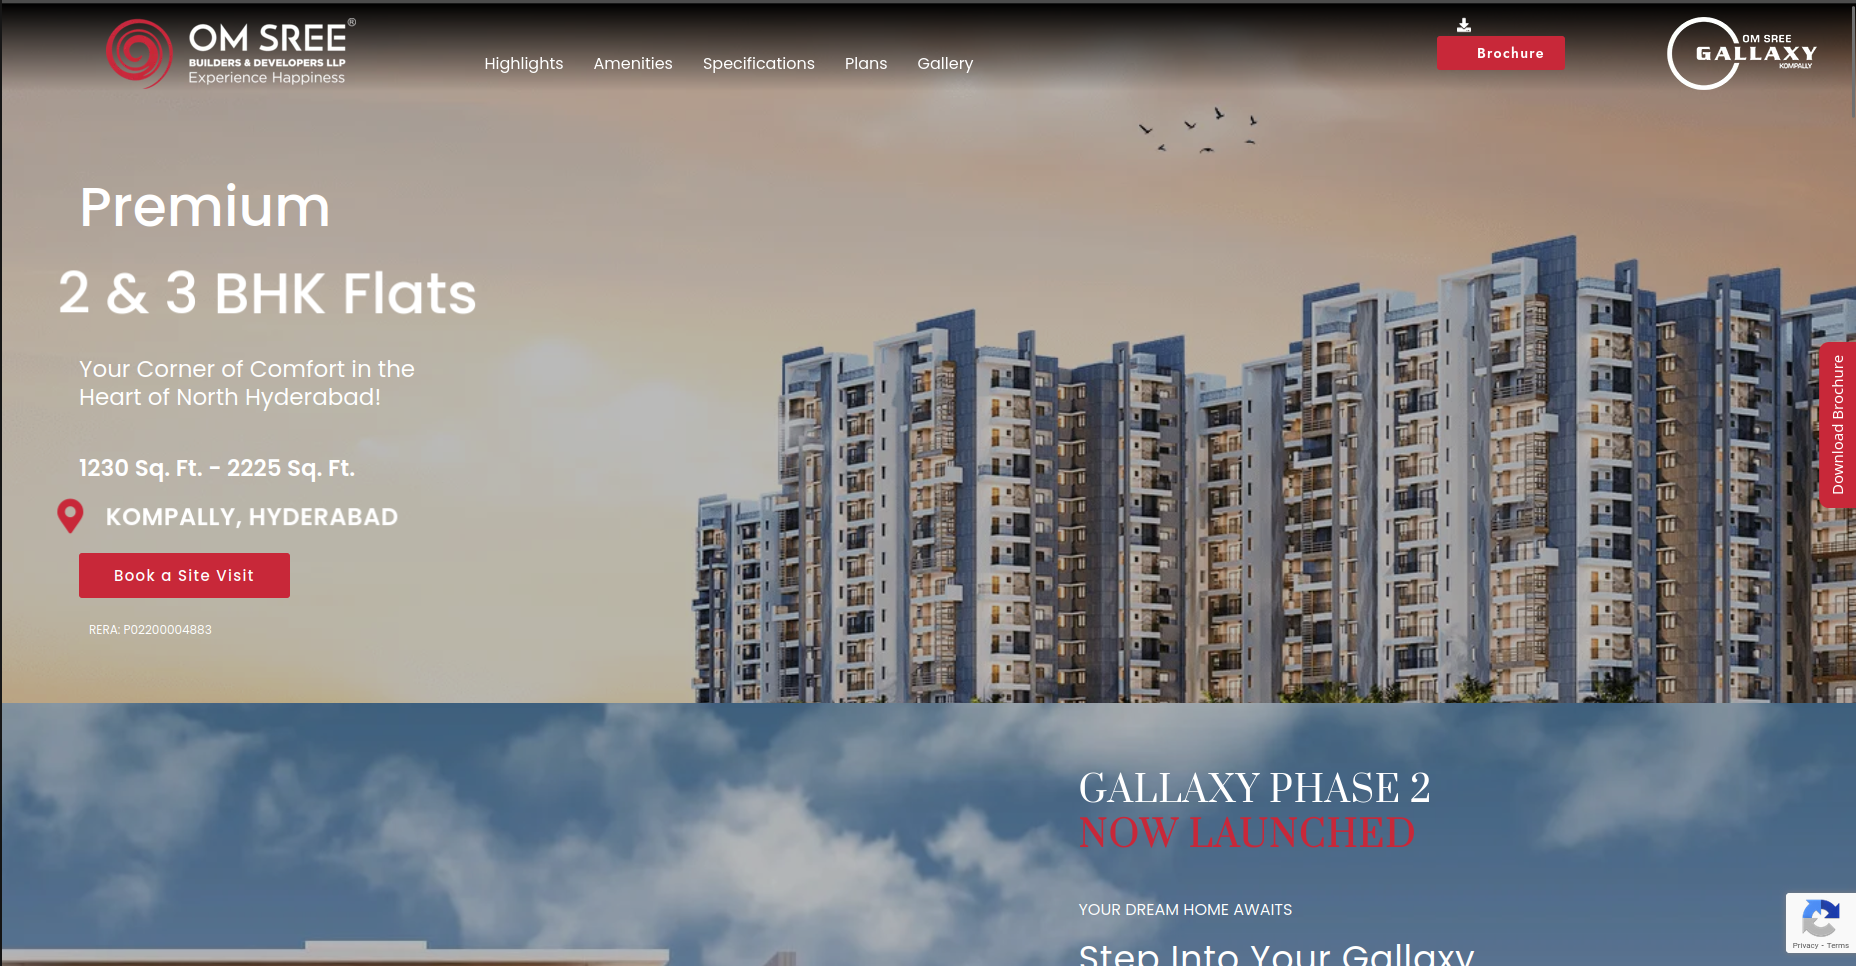 OM SREE®
BUILDERS & DEVELOPERS LLP
Experience Happiness
Highlights
Amenities
Specifications
Plans
Gallery
Brochure
OM SREE
GALLAXY
KOMPALLY
Premium
2 & 3 BHK Flats
Your Corner of Comfort in the
Heart of North Hyderabad!
1230 Sq. Ft. - 2225 Sq. Ft.
KOMPALLY, HYDERABAD
Book a Site Visit
RERA: P02200004883
Download Brochure
GALLAXY PHASE 2
NOW LAUNCHED
YOUR DREAM HOME AWAITS
Step Into Your Gallaxy
Privacy - Terms